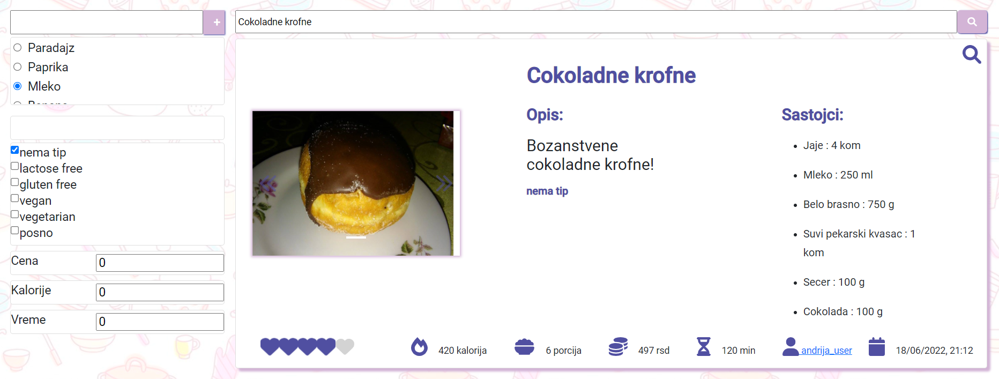 +
Cokoladne krofne
Paradajz
Paprika
Mleko
nema tip
lactose free
gluten free
vegan
vegetarian
posno
Cena 0
Kalorije 0
Vreme 0
Cokoladne krofne
Opis:
Bozanstvene
cokoladne krofne!
nema tip
Sastojci:
Jaje : 4 kom
Mleko : 250 ml
Belo brasno : 750 g
Suvi pekarski kvasac : 1
kom
Secer : 100 g
Cokolada : 100 g
420 kalorija 6 porcija 497 rsd 120 min andrija_user 18/06/2022, 21:12